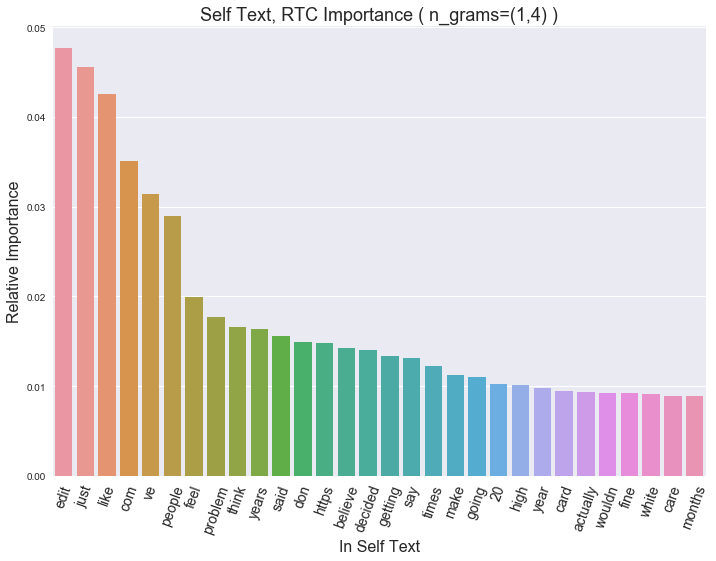 Self Text, RTC Importance ( n_grams=(1,4) )
0.05
0.04
0.03
0.02
0.01
0.00
Relative Importance
edit
just
like
com
ve
people
feel
problem
think
years
said
don
https
believe
decided
getting
say
times
make
going
20
high
year
card
actually
wouldn
fine
white
care
months
In Self Text